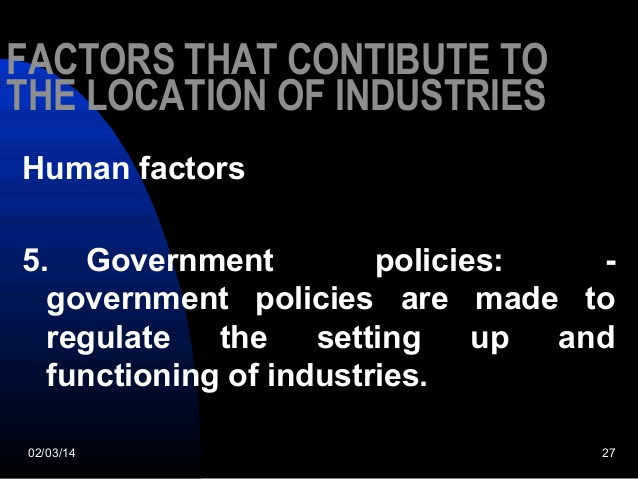 FACTORS THAT CONTIBUTE TO
THE LOCATION OF INDUSTRIES
Human factors
5. Government policies: -
government policies are made to
regulate the setting up and
functioning of industries.
02/03/14 27